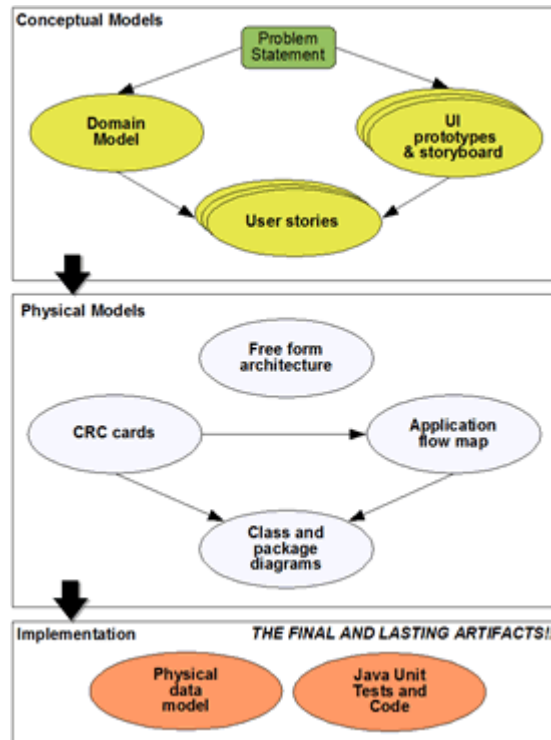 Conceptual Models
Problem
Statement
Domain
Model
UI
prototypes
& storyboard
User stories
Physical Models
Free form
architecture
CRC cards
Application
flow map
Class and
package
diagrams
Implementation
THE FINAL AND LASTING ARTIFACTS!!
Physical
data
model
Java Unit
Tests and
Code